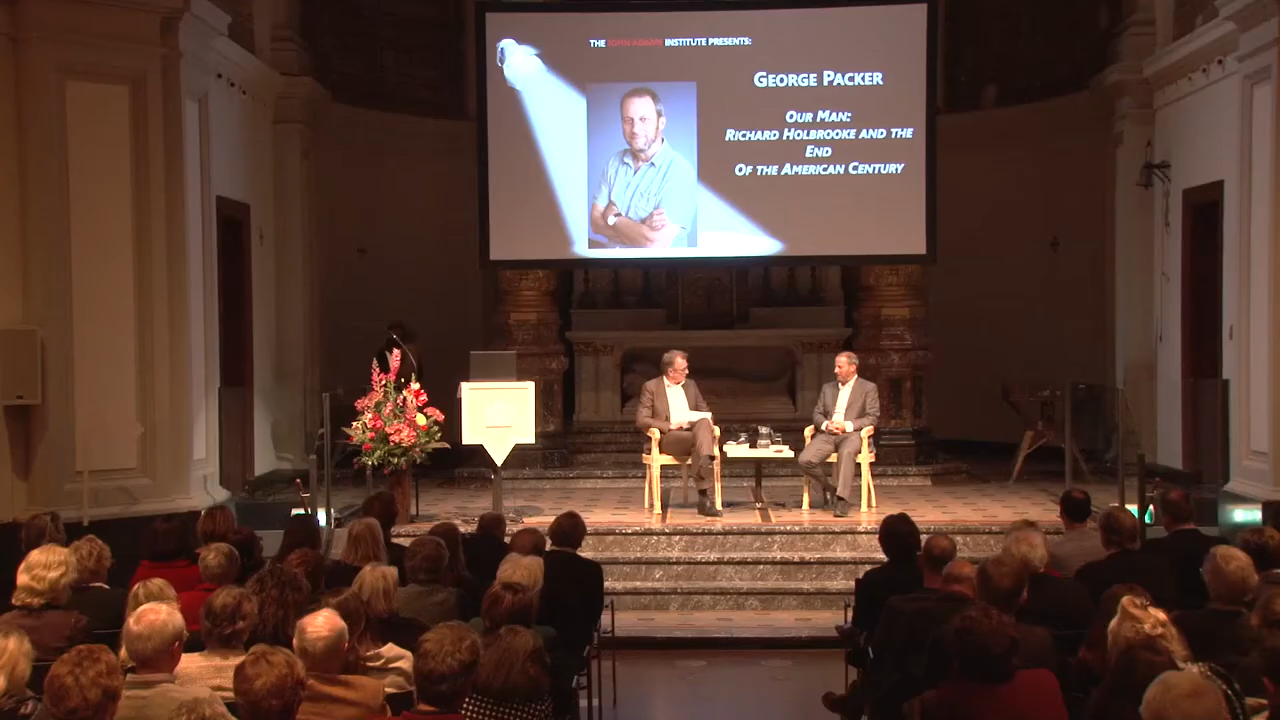 THE JOHN ADAMS INSTITUTE PRESENTS:
GEORGE PACKER
OUR MAN:
RICHARD HOLBROOKE AND THE
END
OF THE AMERICAN CENTURY